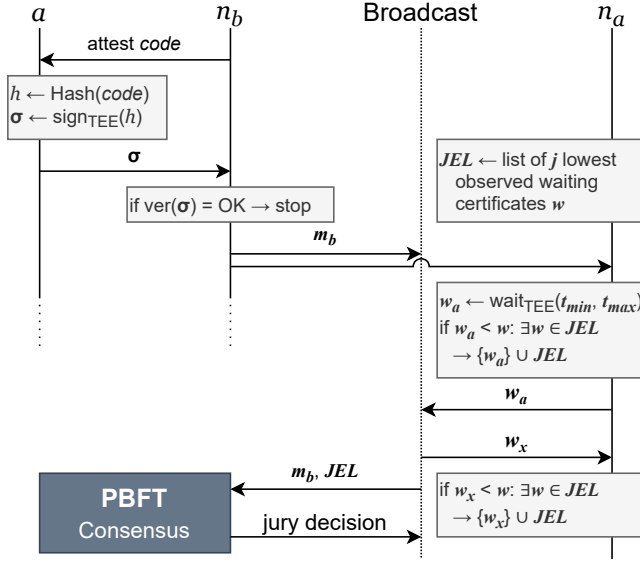 a
n_b
Broadcast
n_a
attest code
h ← Hash(code)
σ ← sign_TEE(h)
σ
JEL ← list of j lowest
observed waiting
certificates w
if ver(σ) = OK → stop
m_b
w_a ← wait_TEE(t_min, t_max)
if w_a < w: ∃w ∈ JEL
→ {w_a} ∪ JEL
w_a
w_x
m_b, JEL
PBFT
Consensus
if w_x < w: ∃w ∈ JEL
→ {w_x} ∪ JEL
jury decision